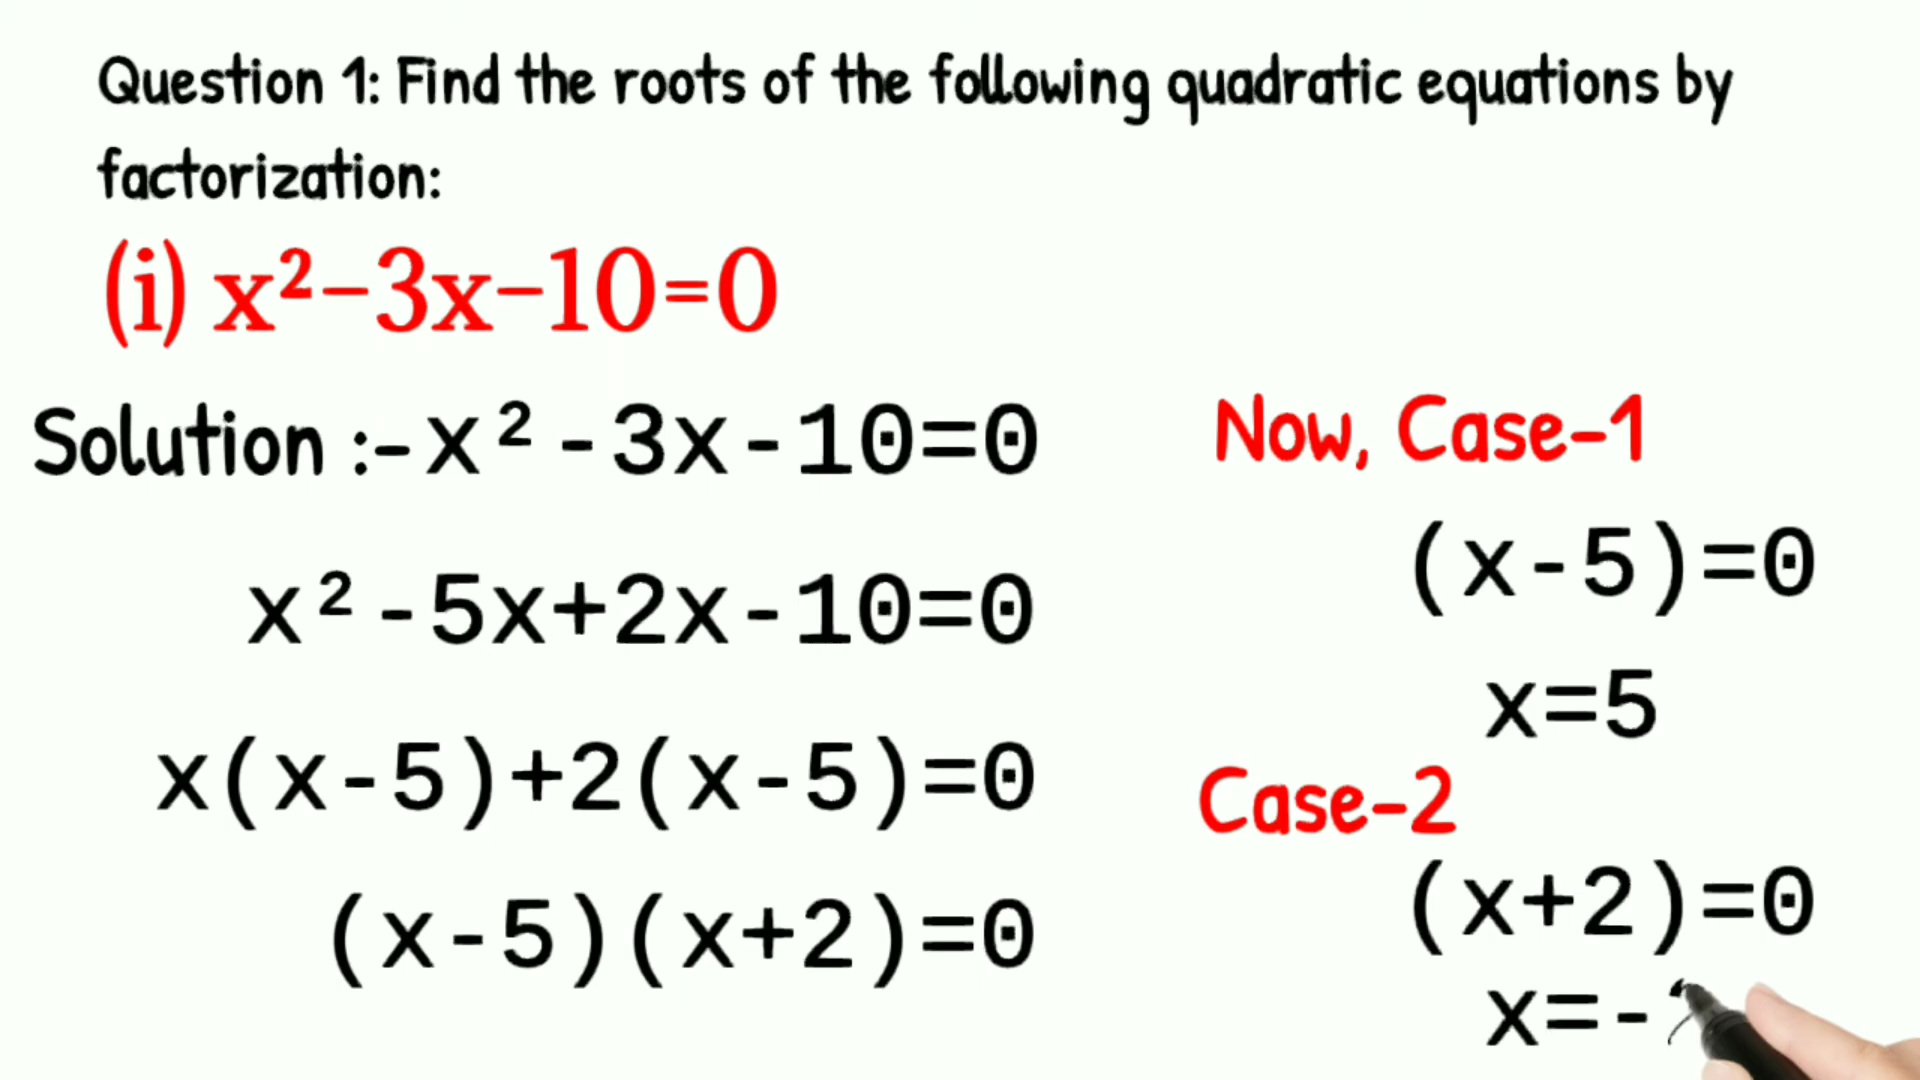 Question 1: Find the roots of the following quadratic equations by
factorization:
(i) x²−3x−10=0
Solution :- x²-3x-10=0
x²-5x+2x-10=0
x(x-5)+2(x-5)=0
(x-5)(x+2)=0
Now, Case-1
(x-5)=0
x=5
Case-2
(x+2)=0
x=-